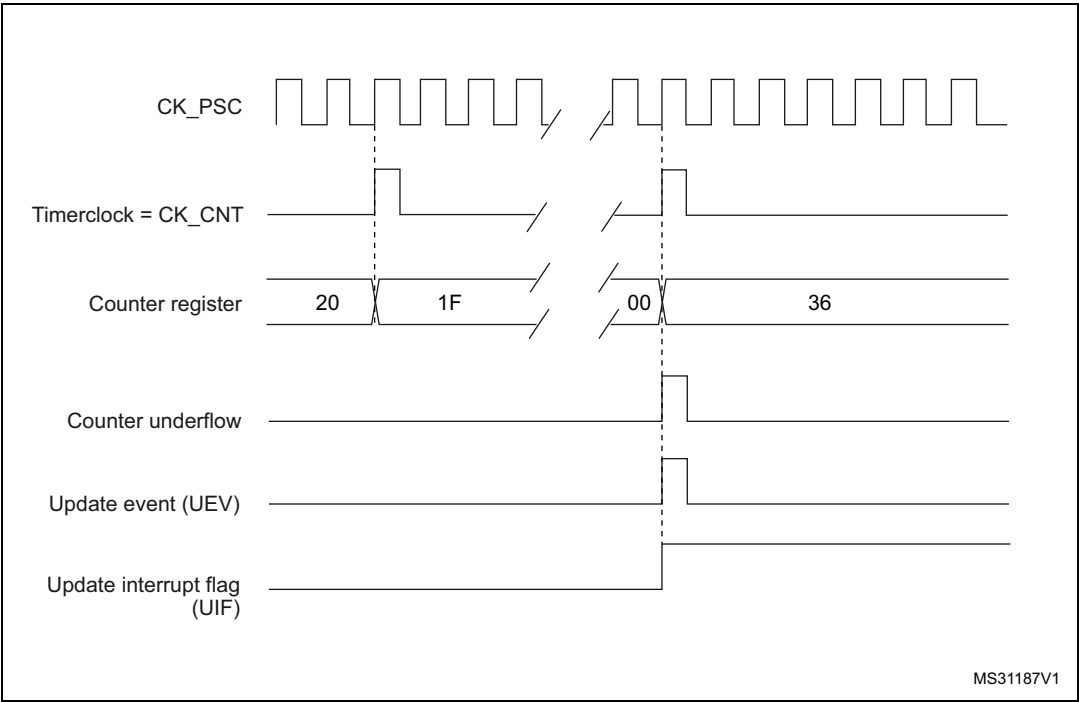 CK_PSC
Timerclock = CK_CNT
Counter register
20
1F
00
36
Counter underflow
Update event (UEV)
Update interrupt flag
(UIF)
MS31187V1